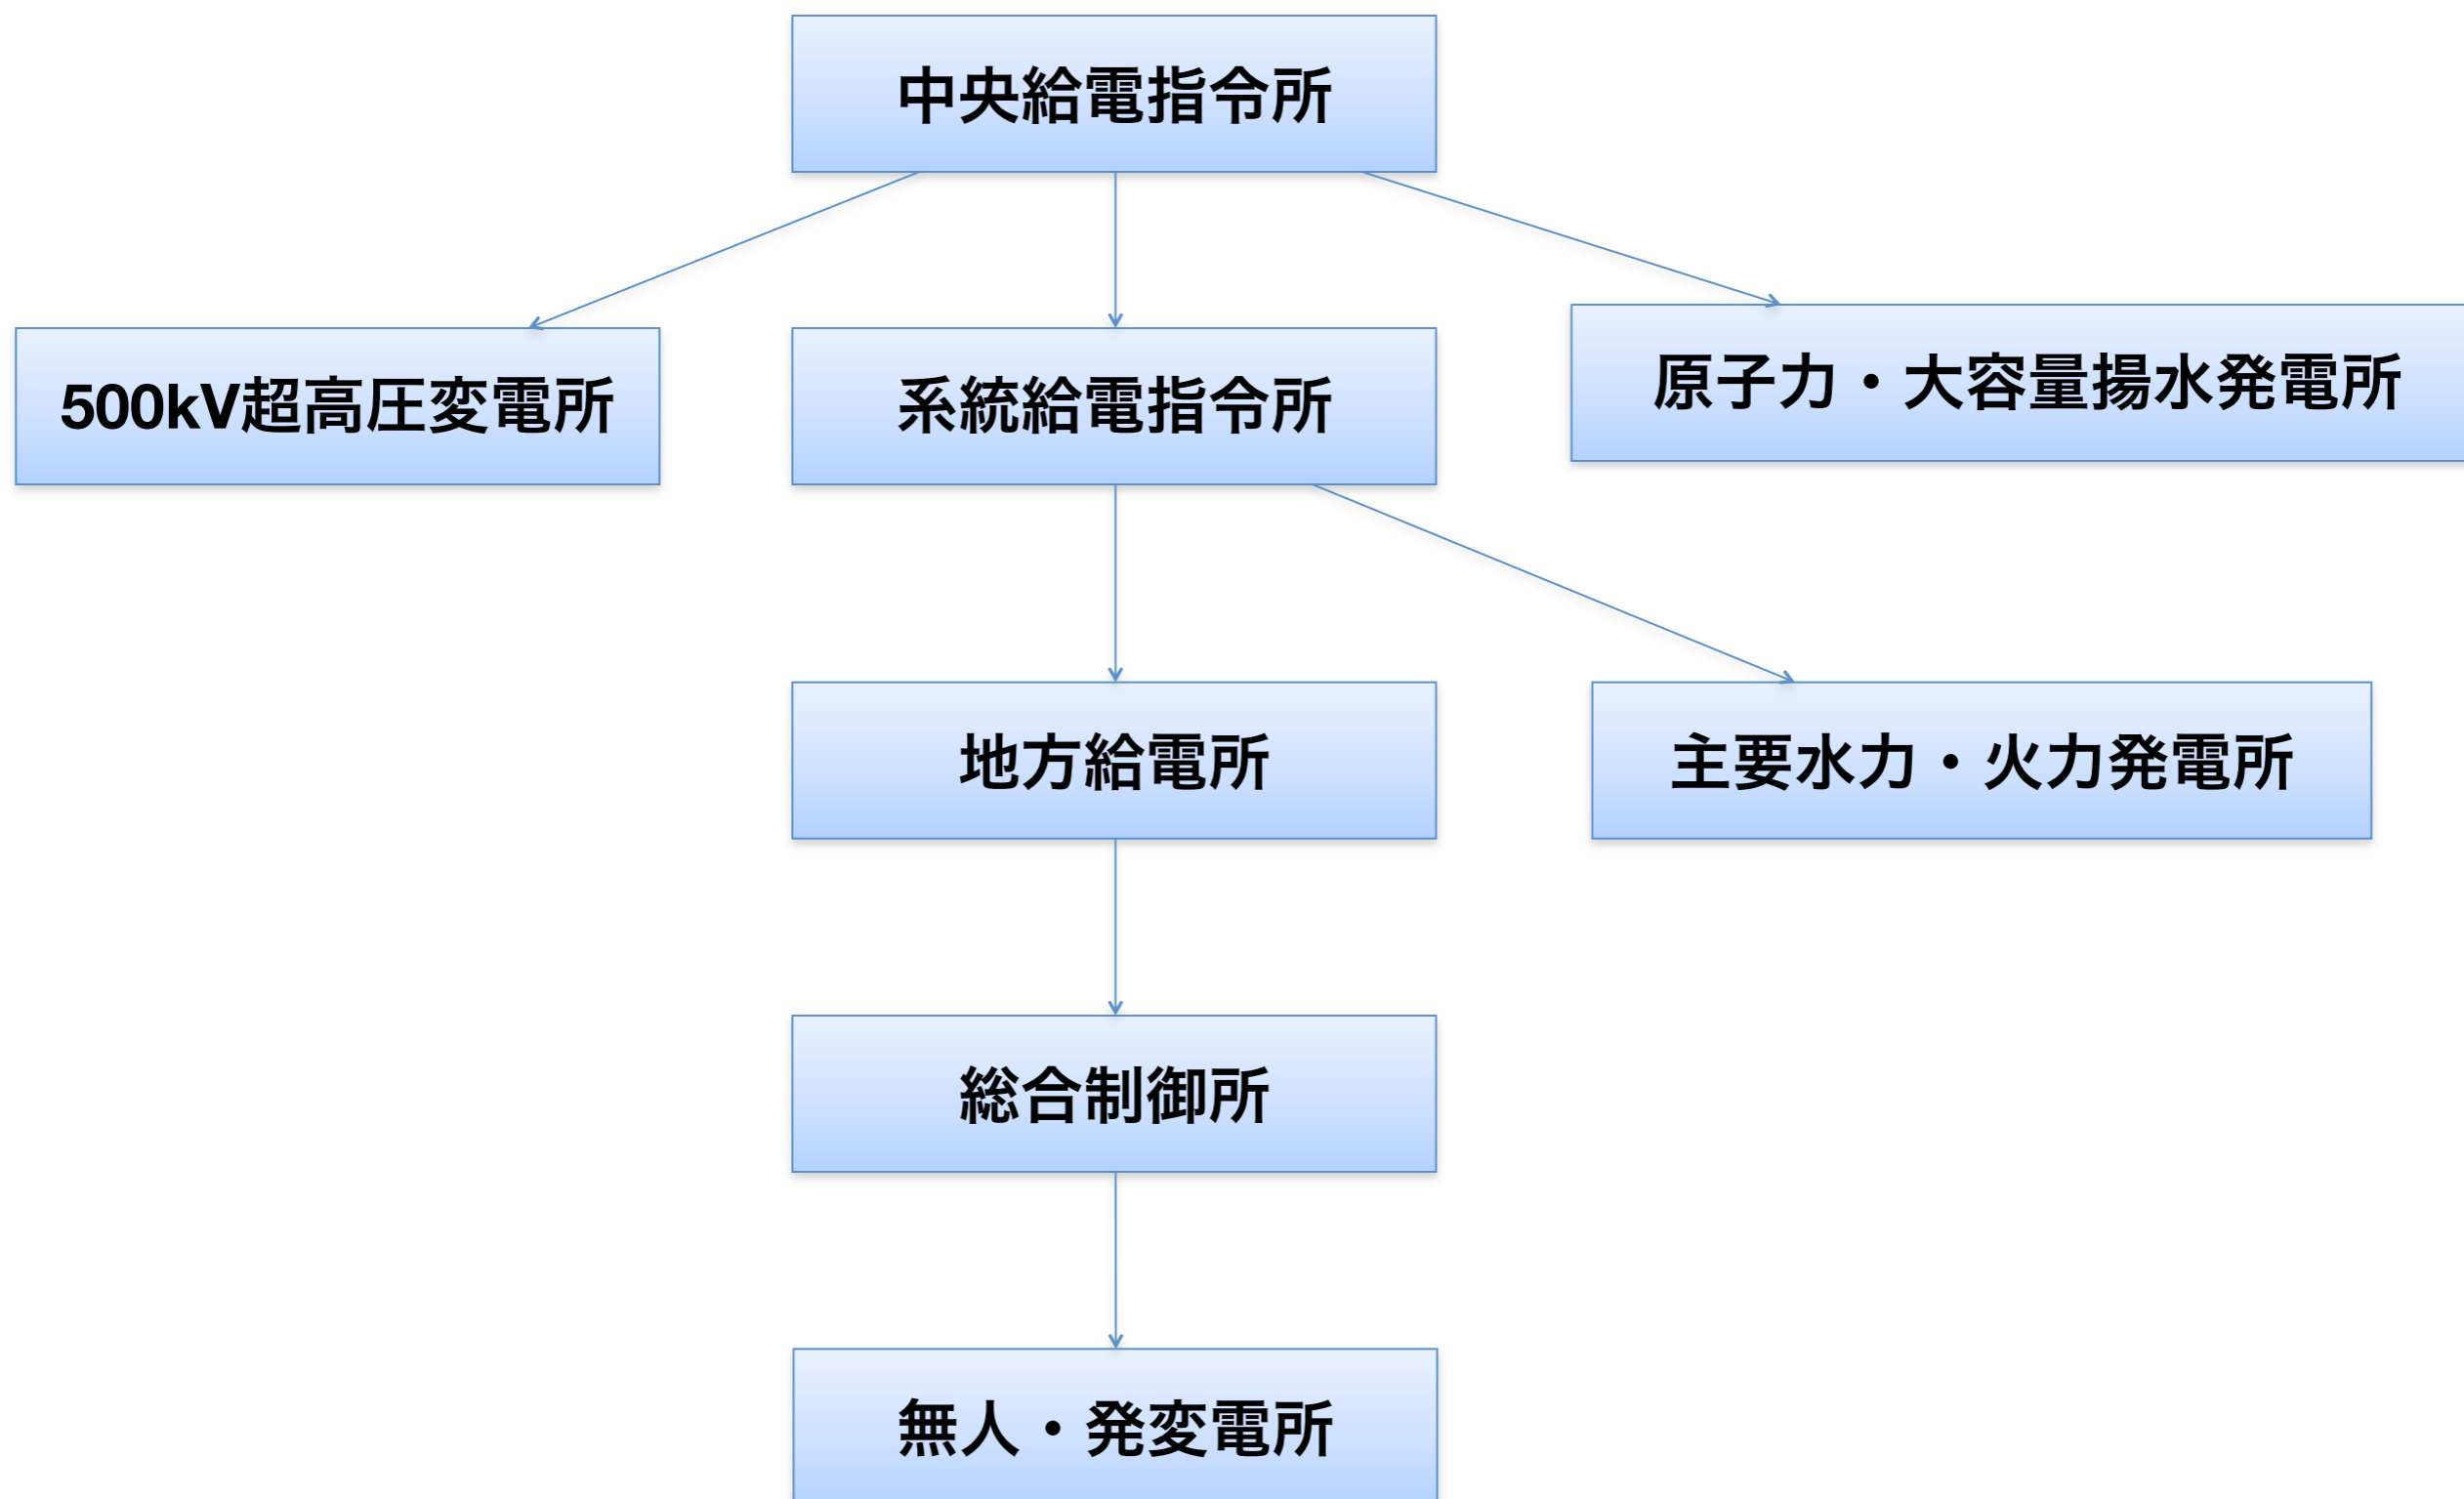 中央給電指令所
500kV超高圧変電所
系統給電指令所
原子力・大容量揚水発電所
地方給電所
主要水力・火力発電所
総合制御所
無人・発変電所